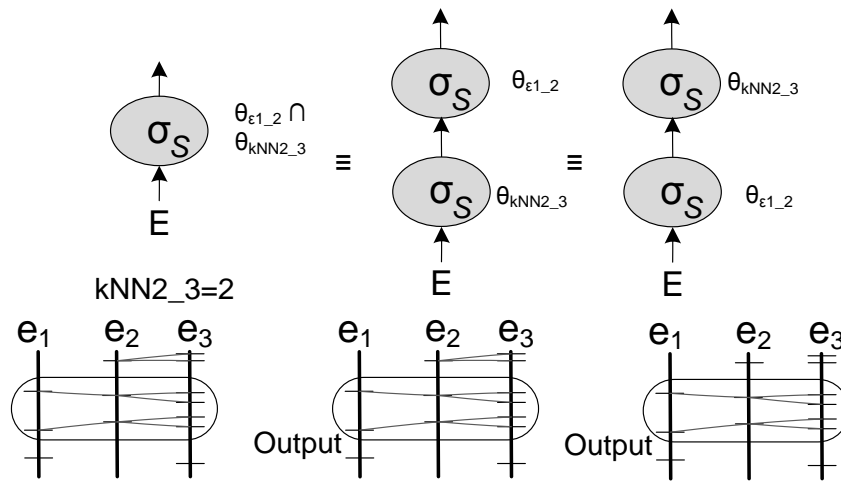 σS
θε1_2 ∩
θkNN2_3
E
≡
σS
θε1_2
σS
θkNN2_3
E
≡
σS
θkNN2_3
σS
θε1_2
E
kNN2_3=2
e1 e2 e3
e1 e2 e3
Output
e1 e2 e3
Output